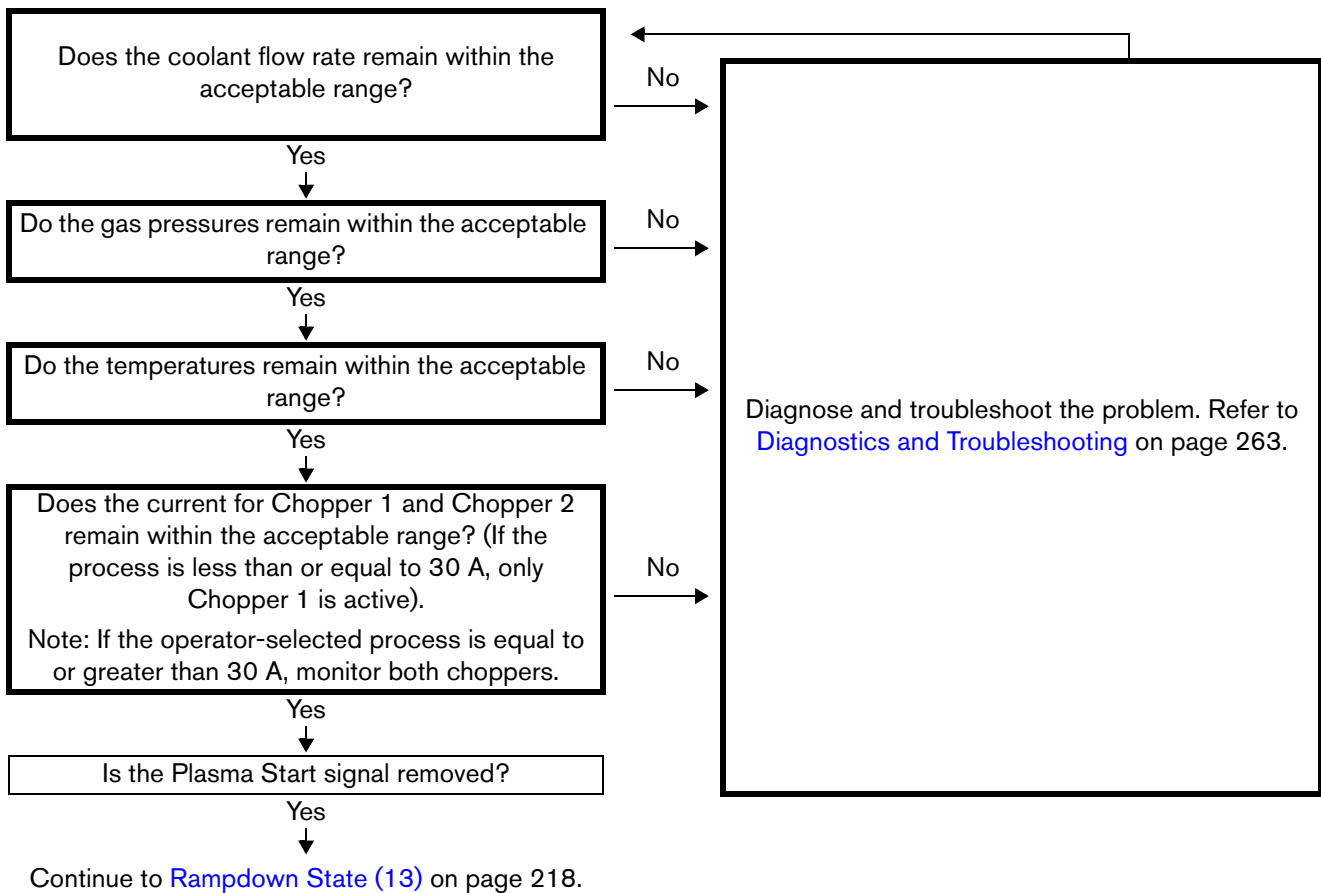 Does the coolant flow rate remain within the
acceptable range?
No
Yes
Do the gas pressures remain within the acceptable
range?
No
Yes
Do the temperatures remain within the acceptable
range?
No
Yes
Does the current for Chopper 1 and Chopper 2
remain within the acceptable range? (If the
process is less than or equal to 30 A, only
Chopper 1 is active).
Note: If the operator-selected process is equal to
or greater than 30 A, monitor both choppers.
No
Yes
Is the Plasma Start signal removed?
Yes
Continue to Rampdown State (13) on page 218.
Diagnose and troubleshoot the problem. Refer to
Diagnostics and Troubleshooting on page 263.